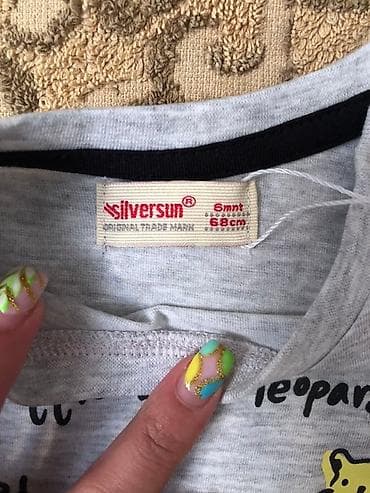 silversun® 6mnt
ORIGINAL TRADE MARK 68cm
leopar